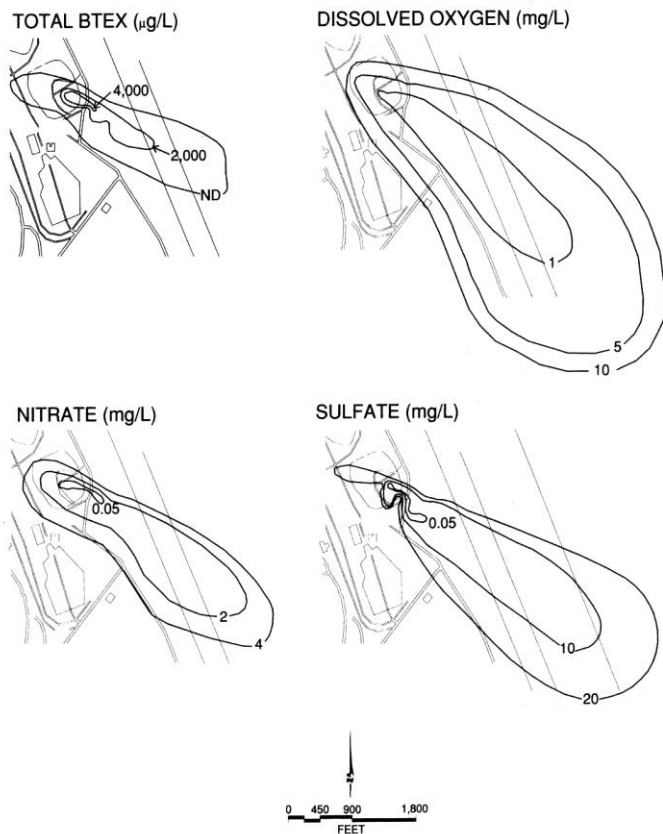 TOTAL BTEX (µg/L)
4,000
2,000
ND
DISSOLVED OXYGEN (mg/L)
1
5
10
NITRATE (mg/L)
0.05
2
4
SULFATE (mg/L)
0.05
10
20
0 450 900 1,800
FEET